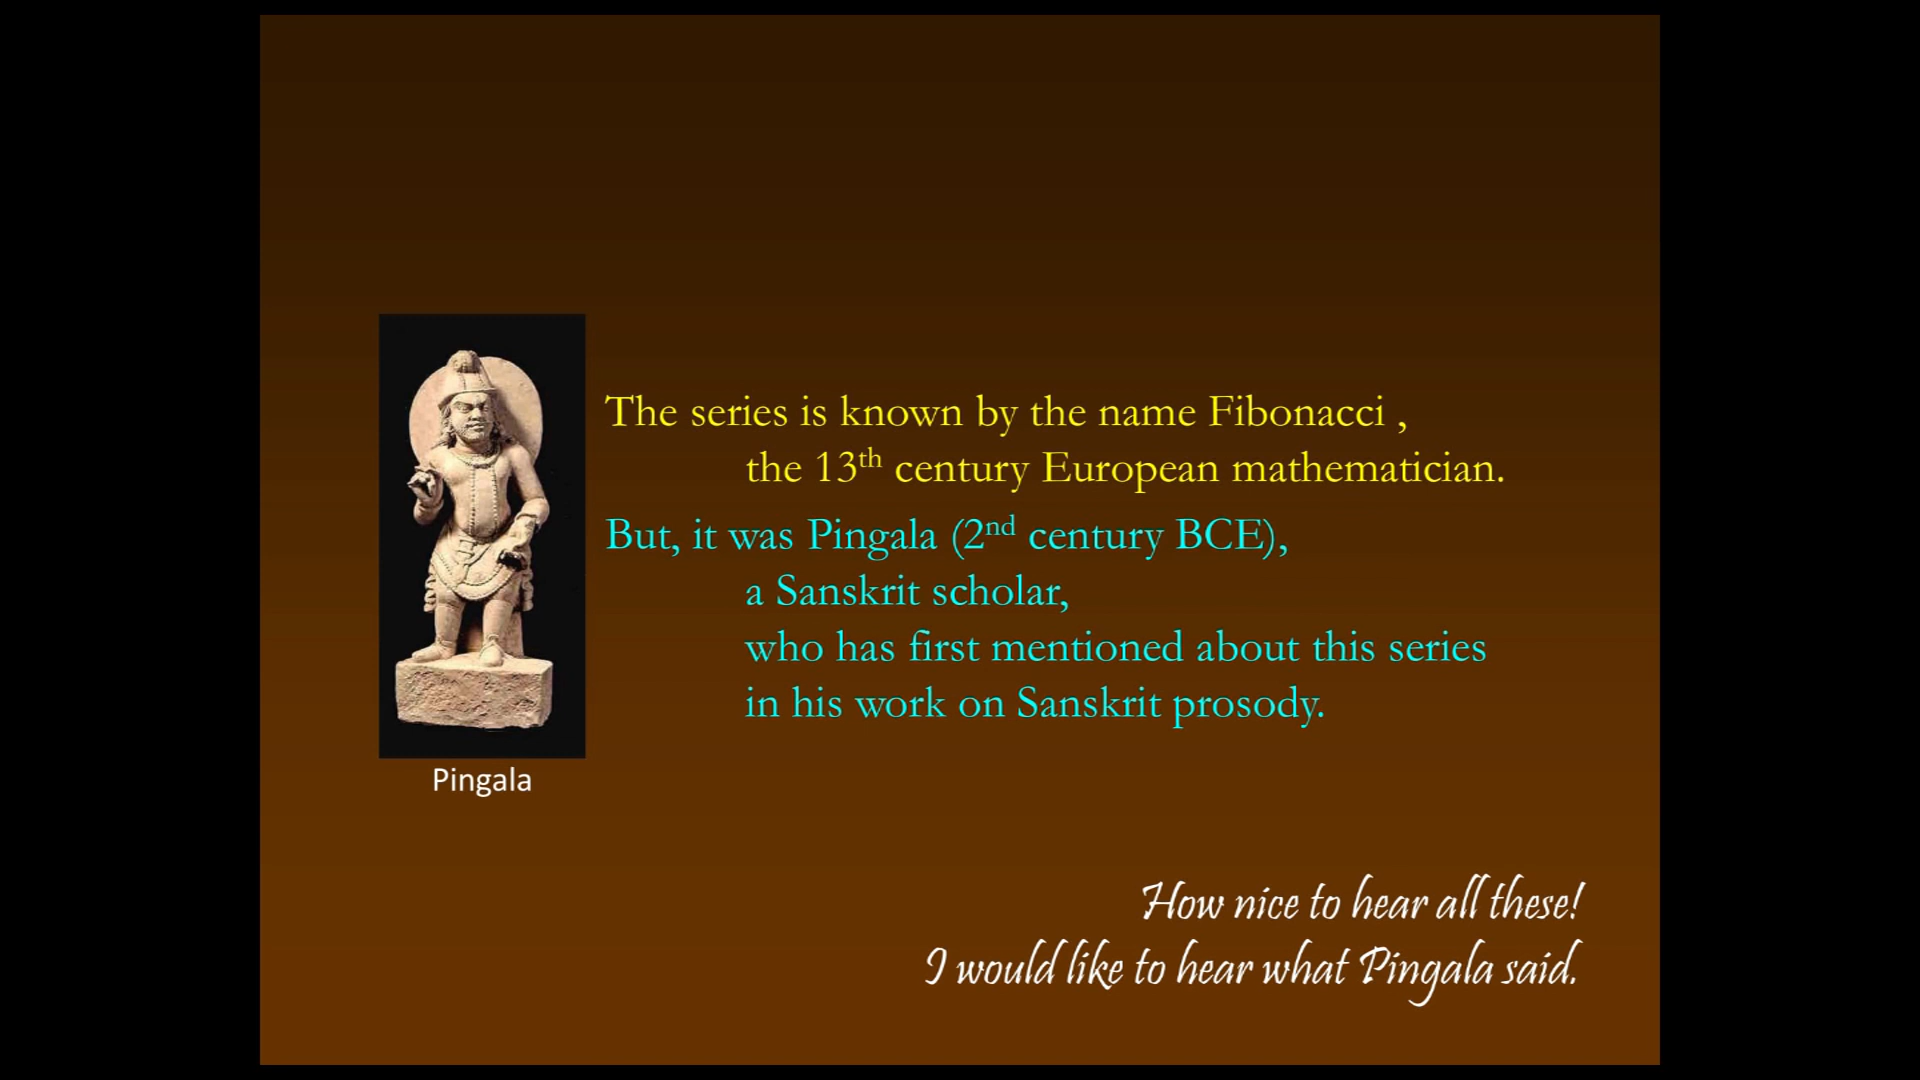 The series is known by the name Fibonacci ,
the 13th century European mathematician.
But, it was Pingala (2nd century BCE),
a Sanskrit scholar,
who has first mentioned about this series
in his work on Sanskrit prosody.
Pingala
How nice to hear all these!
I would like to hear what Pingala said.